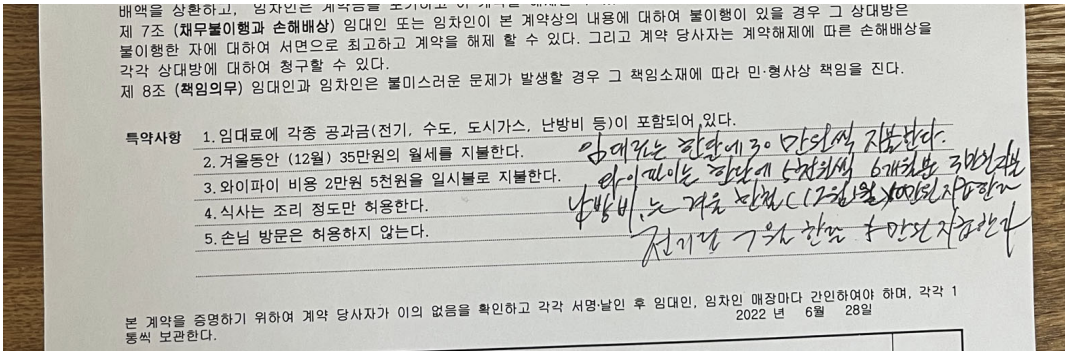 배액을 상환하고, 임차인은 계약금을 포기하고 이 계약을 해제
제 7조 (채무불이행과 손해배상) 임대인 또는 임차인이 본 계약상의 내용에 대하여 불이행이 있을 경우 그 상대방은
불이행한 자에 대하여 서면으로 최고하고 계약을 해제 할 수 있다. 그리고 계약 당사자는 계약해제에 따른 손해배상을
각각 상대방에 대하여 청구할 수 있다.
제 8조 (책임의무) 임대인과 임차인은 불미스러운 문제가 발생할 경우 그 책임소재에 따라 민·형사상 책임을 진다.
특약사항 1. 임대료에 각종 공과금(전기, 수도, 도시가스, 난방비 등)이 포함되어 있다.
2. 겨울동안 (12월) 35만원의 월세를 지불한다.
임대료는 한달에 30 만원씩 지불한다.
3. 와이파이 비용 2만원 5천원을 일시불로 지불한다.
와이파이는 한달에 5천원씩 6개월분 3만원 지불
4. 식사는 조리 정도만 허용한다.
난방비는 겨울 한철 (12월 1월) 만원 지급한다
5. 손님 방문은 허용하지 않는다.
전기료 한달 만원 지급한다
본 계약을 증명하기 위하여 계약 당사자가 이의 없음을 확인하고 각각 서명·날인 후 임대인, 임차인 매장마다 간인하여야 하며, 각각 1
통씩 보관한다.
2022 년 6월 28일